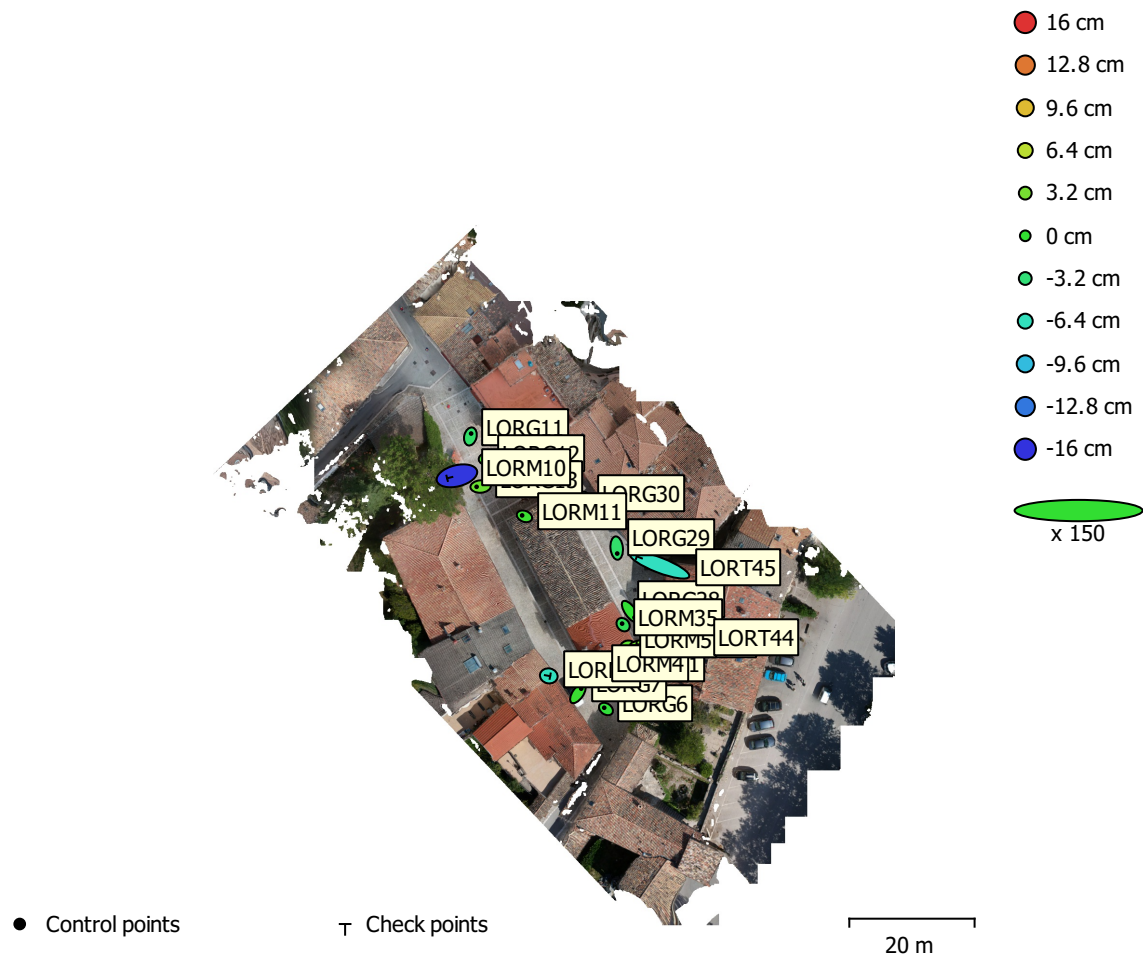 16 cm
12.8 cm
9.6 cm
6.4 cm
3.2 cm
0 cm
-3.2 cm
-6.4 cm
-9.6 cm
-12.8 cm
-16 cm
x 150
LORG11
LORM10
LORG30
LORM11
LORG29
LORT45
LORM35
LORT44
LORM41
LORG7
LORG6
Control points
Check points
20 m